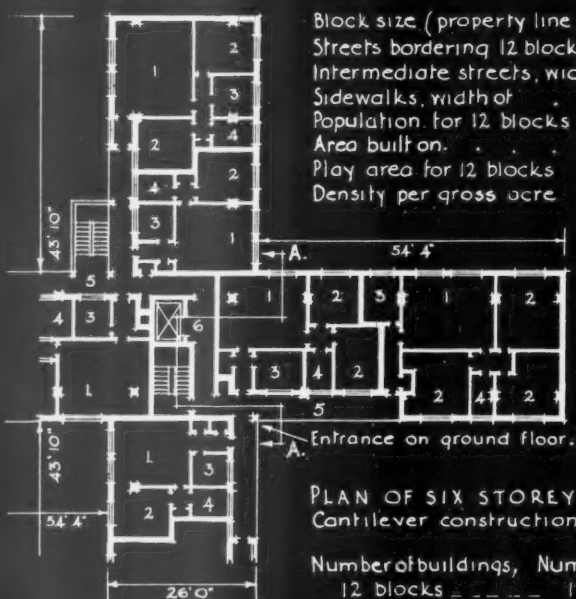 Block size (property line
Streets bordering 12 block
Intermediate streets, wid
Sidewalks, width of .
Population for 12 blocks
Area built on. . . .
Play area for 12 blocks
Density per gross acre
1 2
3
2 4
2
4
3
1
43' 10"
A.
54' 4"
5
4 3
6
1 2 3 1 2
3 4 2
2 4 2
5
L
43' 10"
A.
Entrance on ground floor.
L
3
2 4
54' 4"
26' 0"
PLAN OF SIX STOREY
Cantilever construction
Number of buildings, Num
12 blocks _ _ _ _ 1